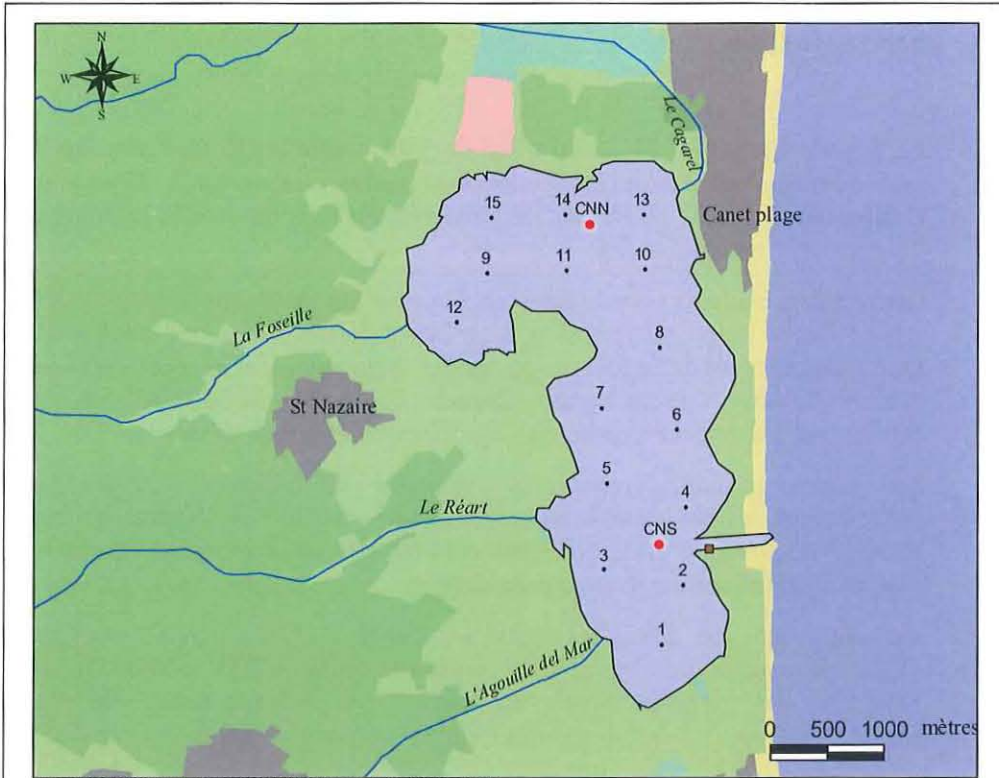 N
W E
S
Le Cagarel
15 14 CNN 13
Canet plage
9 11 10
12
La Foseille
8
St Nazaire
7
6
5
4
Le Réart
CNS
3
2
1
L'Agouille del Mar
0 500 1000 mètres